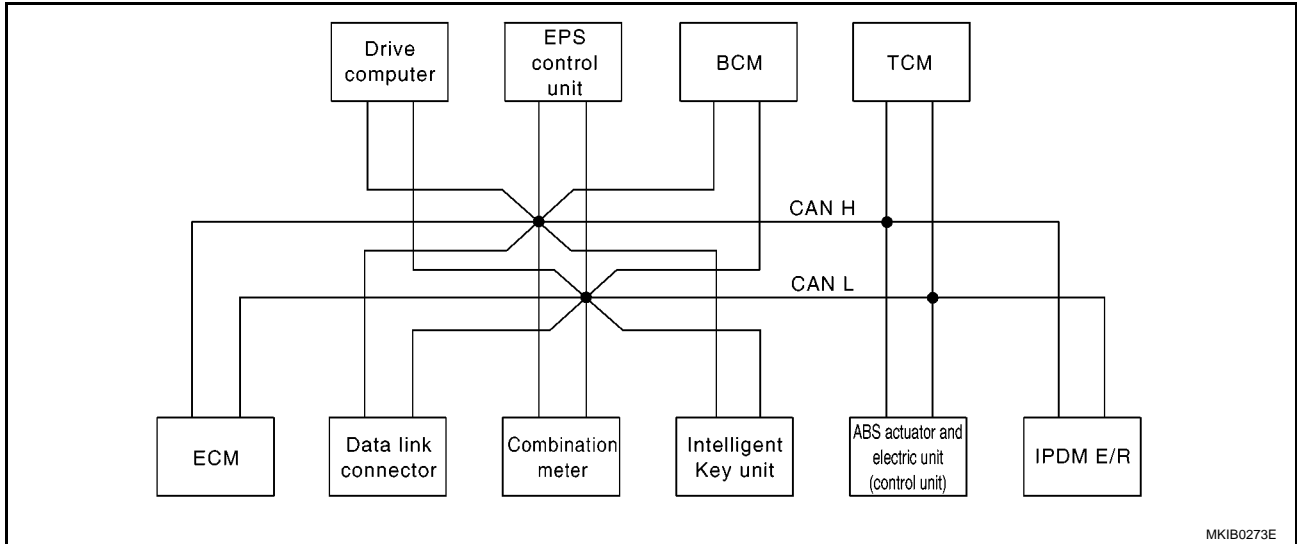 Drive
computer
EPS
control
unit
BCM
TCM
CAN H
CAN L
ECM
Data link
connector
Combination
meter
Intelligent
Key unit
ABS actuator and
electric unit
(control unit)
IPDM E/R
MKIB0273E